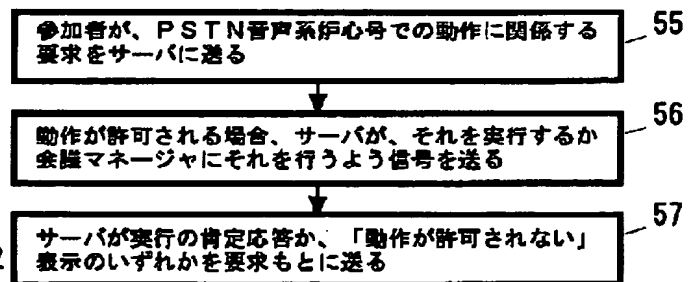 参加者が、PSTN音声系列信号での動作に関係する
要求をサーバに送る
55
動作が許可される場合、サーバが、それを実行するか
会議マネージャにそれを行うよう信号を送る
56
サーバが実行の肯定応答か、「動作が許可されない」
表示のいずれかを要求もとに送る
57